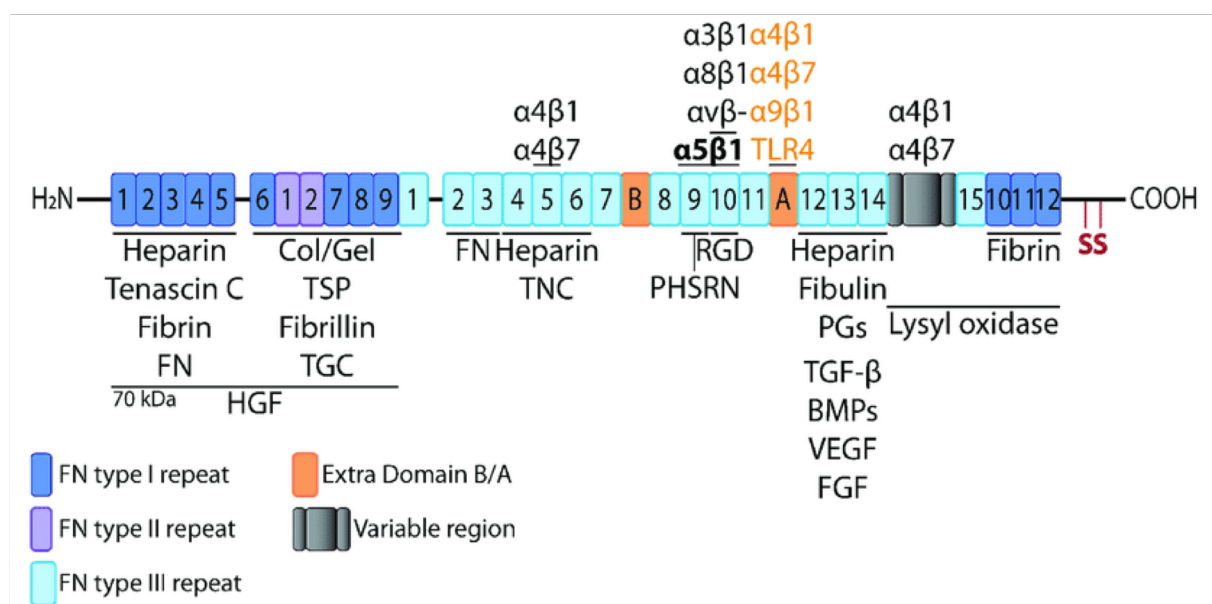 α3β1 α4β1
α8β1 α4β7
α4β1 αvβ- α9β1 α4β1
α4β7 α5β1 TLR4 α4β7
H₂N 1 2 3 4 5 6 1 2 7 8 9 1 2 3 4 5 6 7 B 8 9 10 11 A 12 13 14 15 10 11 12 COOH
SS
Heparin Col/Gel FN Heparin RGD Heparin Fibrin
Tenascin C TSP TNC PHSRN Fibulin
Fibrin Fibrillin PGs Lysyl oxidase
FN TGC TGF-β
70 kDa HGF BMPs
VEGF
FGF
FN type I repeat Extra Domain B/A
FN type II repeat Variable region
FN type III repeat